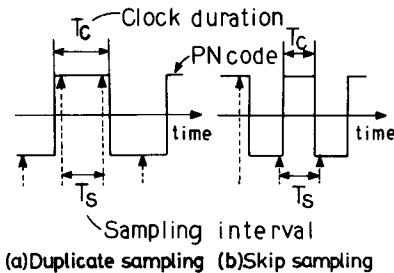 Clock duration
Tc Tc
PN code
time time
Ts Ts
Sampling interval
(a)Duplicate sampling (b)Skip sampling